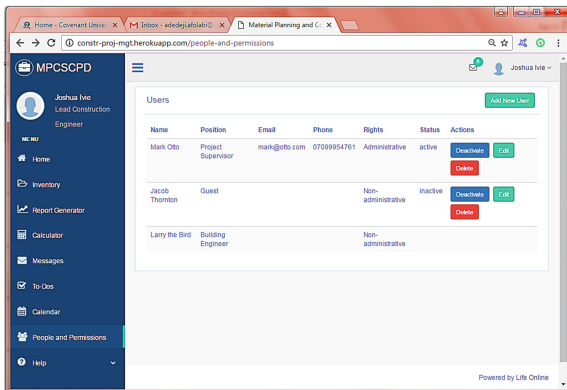 Home - Covenant Univer
Inbox - adedeji.afolabi@
Material Planning and Co
constr-proj-mgt.herokuapp.com/people-and-permissions
MPCSCPD
0
Joshua Ivie
Joshua Ivie
Lead Construction
Engineer
MENU
Home
Inventory
Report Generator
Calculator
Messages
To-Dos
Calendar
People and Permissions
Help
Users
Add New User
Name Position Email Phone Rights Status Actions
Mark Otto Project Supervisor mark@otto.com 07099954761 Administrative active Deactivate Edit
Delete
Jacob Thornton Guest Non-administrative inactive Deactivate Edit
Delete
Larry the Bird Building Engineer Non-administrative
Powered by Life Online